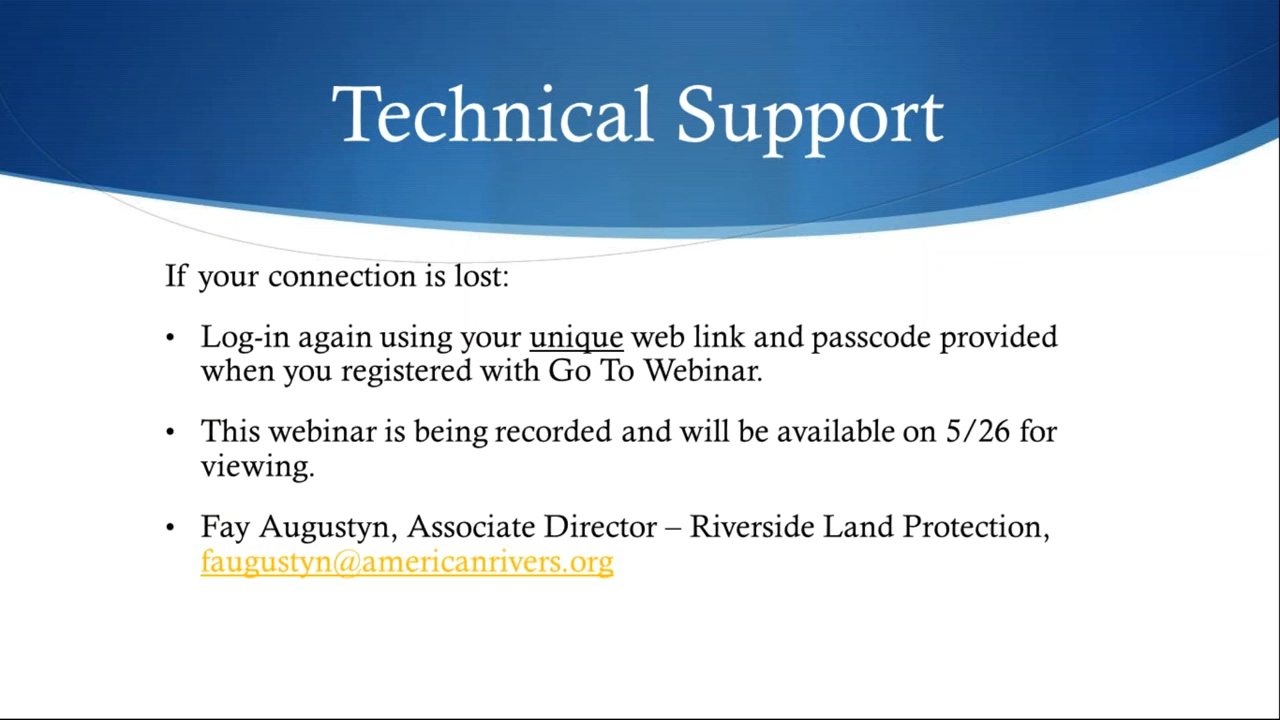 Technical Support
If your connection is lost:
• Log-in again using your unique web link and passcode provided
when you registered with Go To Webinar.
• This webinar is being recorded and will be available on 5/26 for
viewing.
• Fay Augustyn, Associate Director – Riverside Land Protection,
faugustyn@americanrivers.org